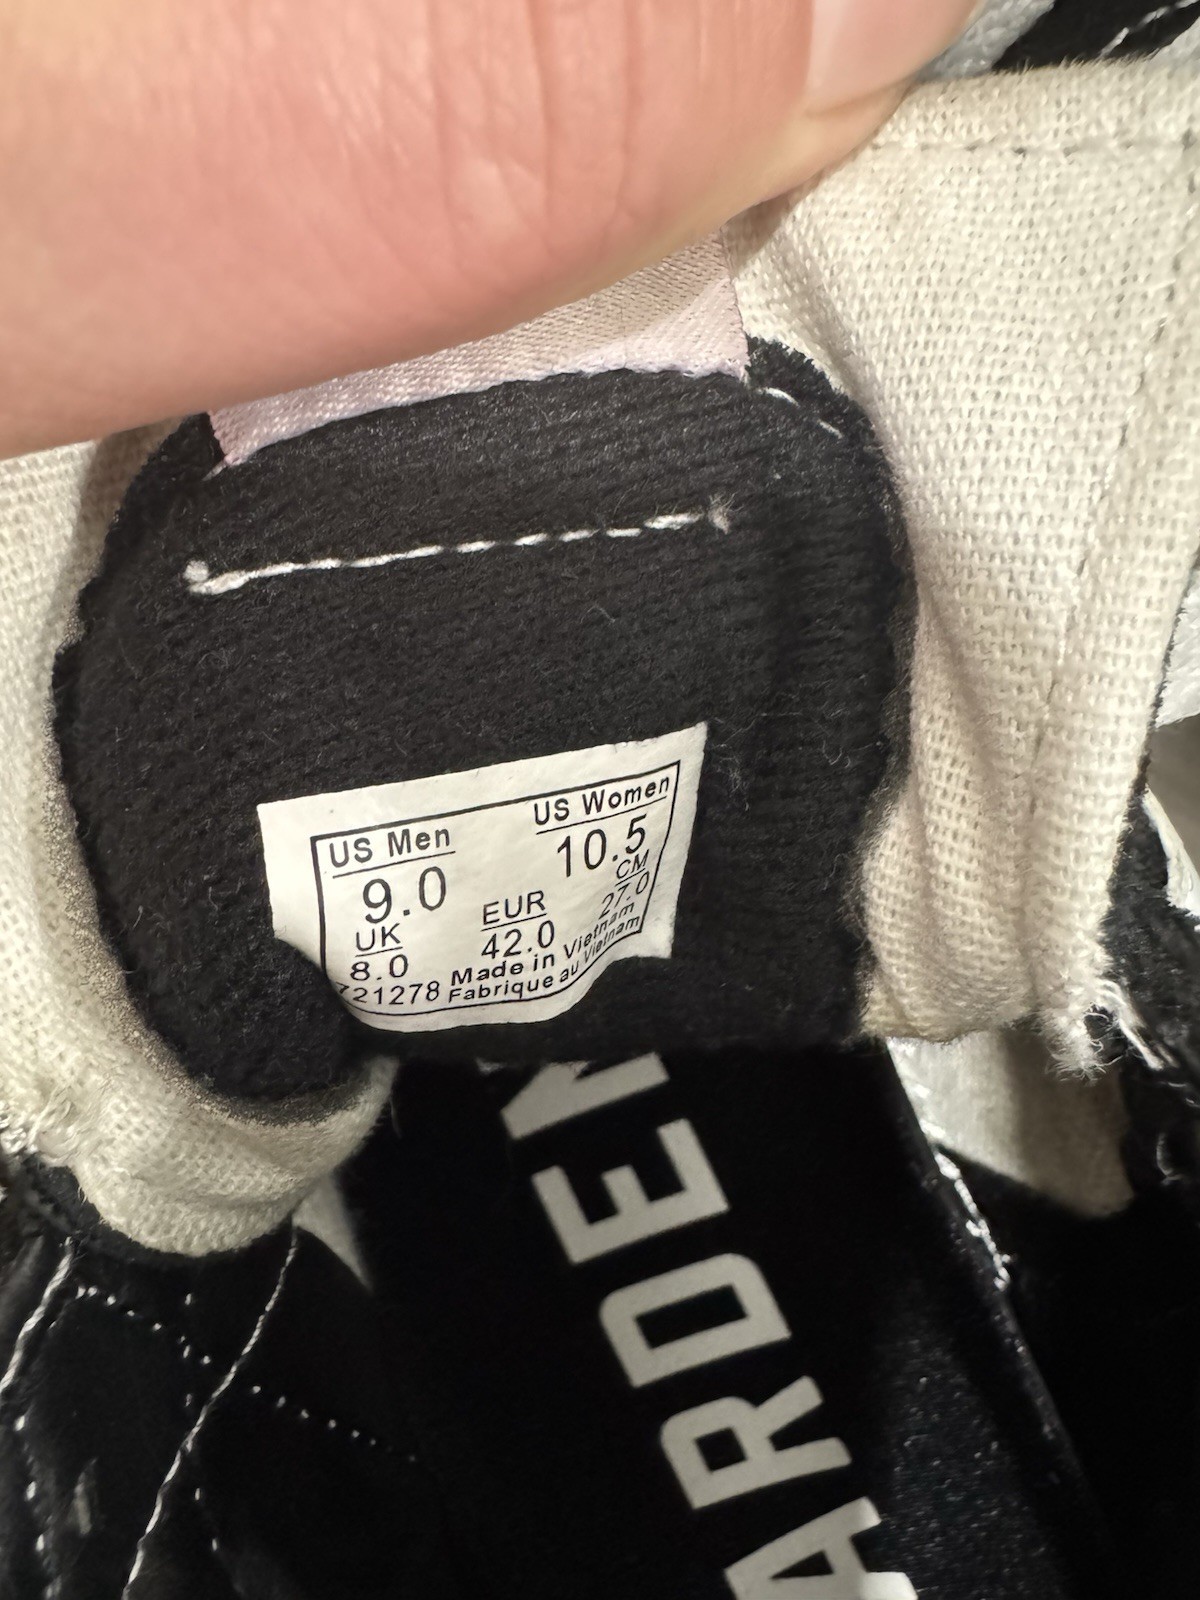 US Men US Women
9.0 10.5
UK EUR CM
8.0 42.0 27.0
721278 Made in Vietnam
Fabrique au Vietnam
ARDEN